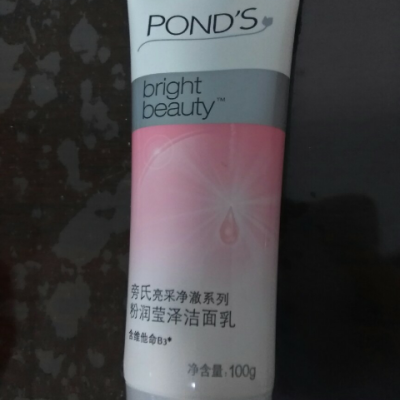 POND'S
bright
beauty™
旁氏亮采净澈系列
粉润莹泽洁面乳
含维他命B3*
净含量:100g